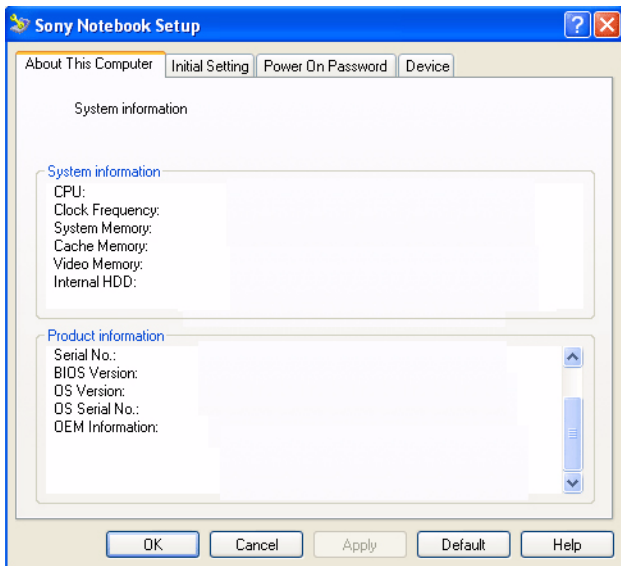 Sony Notebook Setup
About This Computer Initial Setting Power On Password Device
System information
System information
CPU:
Clock Frequency:
System Memory:
Cache Memory:
Video Memory:
Internal HDD:
Product information
Serial No.:
BIOS Version:
OS Version:
OS Serial No.:
OEM Information:
OK Cancel Apply Default Help